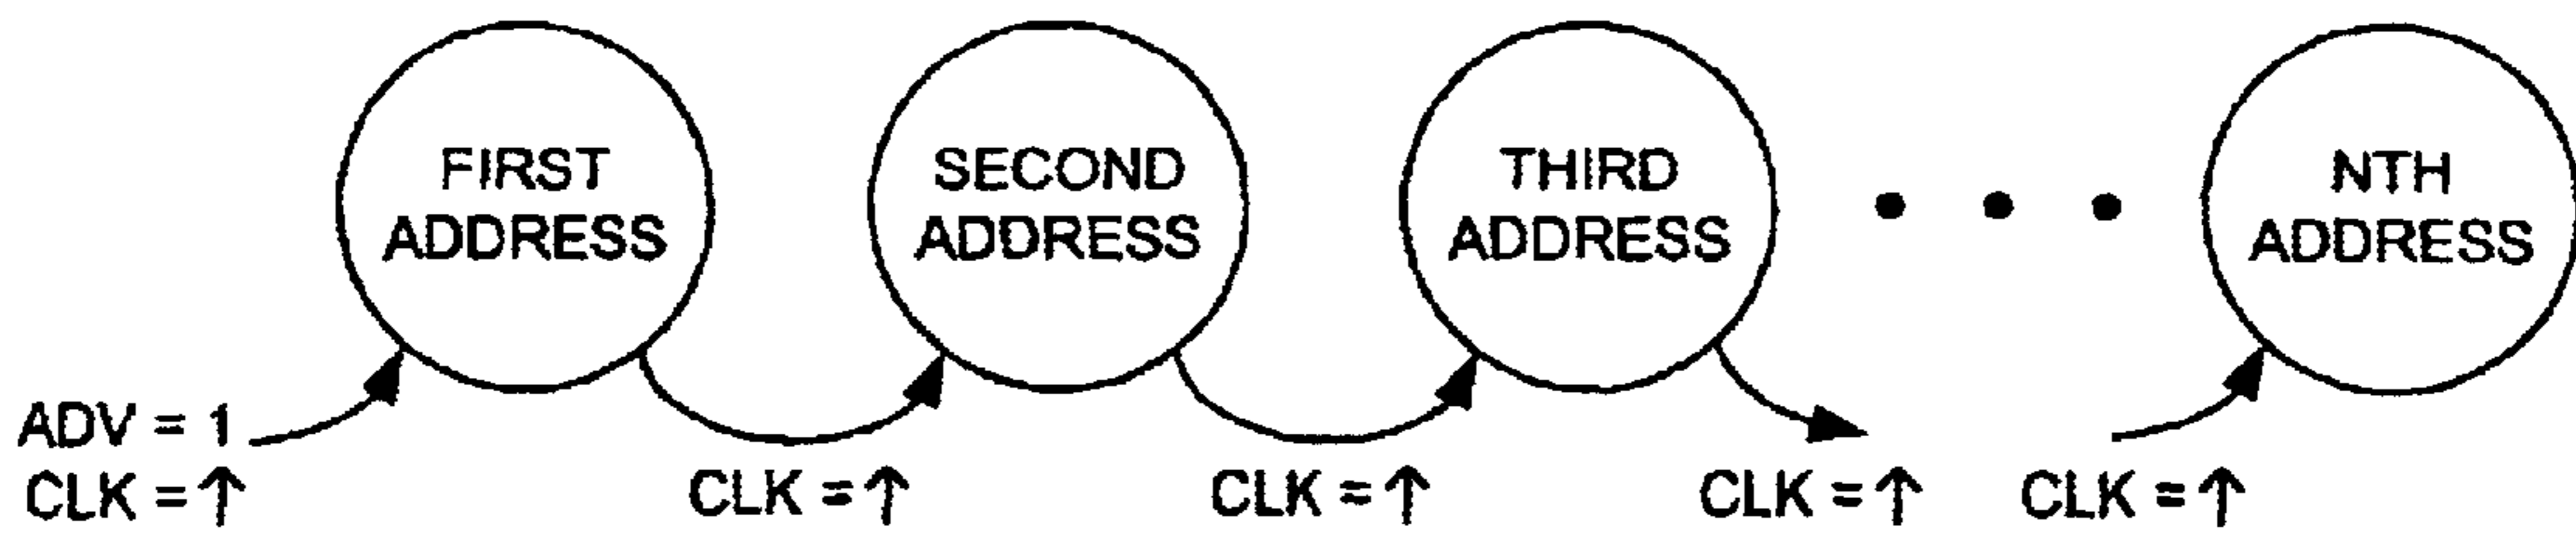 FIRST
ADDRESS
SECOND
ADDRESS
THIRD
ADDRESS
NTH
ADDRESS
ADV = 1
CLK = ↑
CLK = ↑
CLK = ↑
CLK = ↑
CLK = ↑